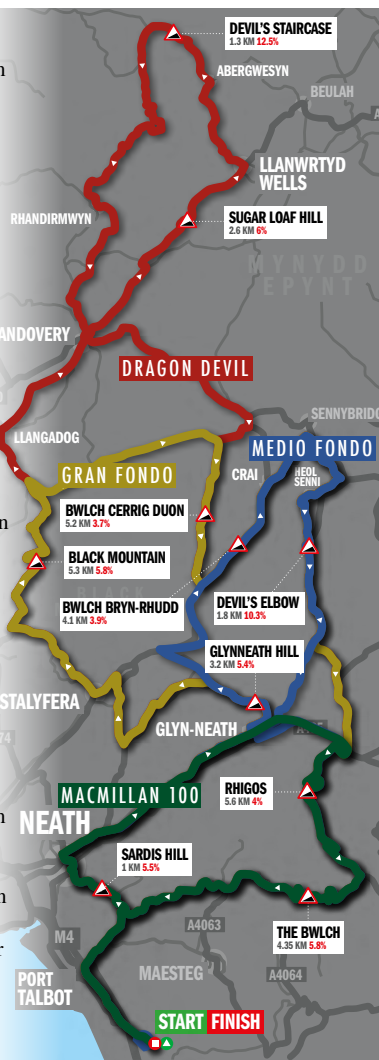 DEVIL'S STAIRCASE
1.3 KM 12.5%
ABERGWESYN
BEULAH
LLANWRTYD
WELLS
RHANDIRMWYN
SUGAR LOAF HILL
2.6 KM 6%
MYNYDD
EPYNT
ANDOVERY
DRAGON DEVIL
SENNYBRIDG
LLANGADOG
MEDIO FONDO
GRAN FONDO
CRAI
HEOL
SENNI
BWLCH CERRIG DUON
5.2 KM 3.7%
BLACK MOUNTAIN
5.3 KM 5.8%
BLACK
BWLCH BRYN-RHUDD
4.1 KM 3.9%
DEVIL'S ELBOW
1.8 KM 10.3%
GLYNNEATH HILL
3.2 KM 5.4%
STALYFERA
GLYN-NEATH
74
MACMILLAN 100
RHIGOS
5.6 KM 4%
NEATH
SARDIS HILL
1 KM 5.5%
THE BWLCH
4.35 KM 5.8%
A4063
M4
MAESTEG
A4064
PORT
TALBOT
START FINISH